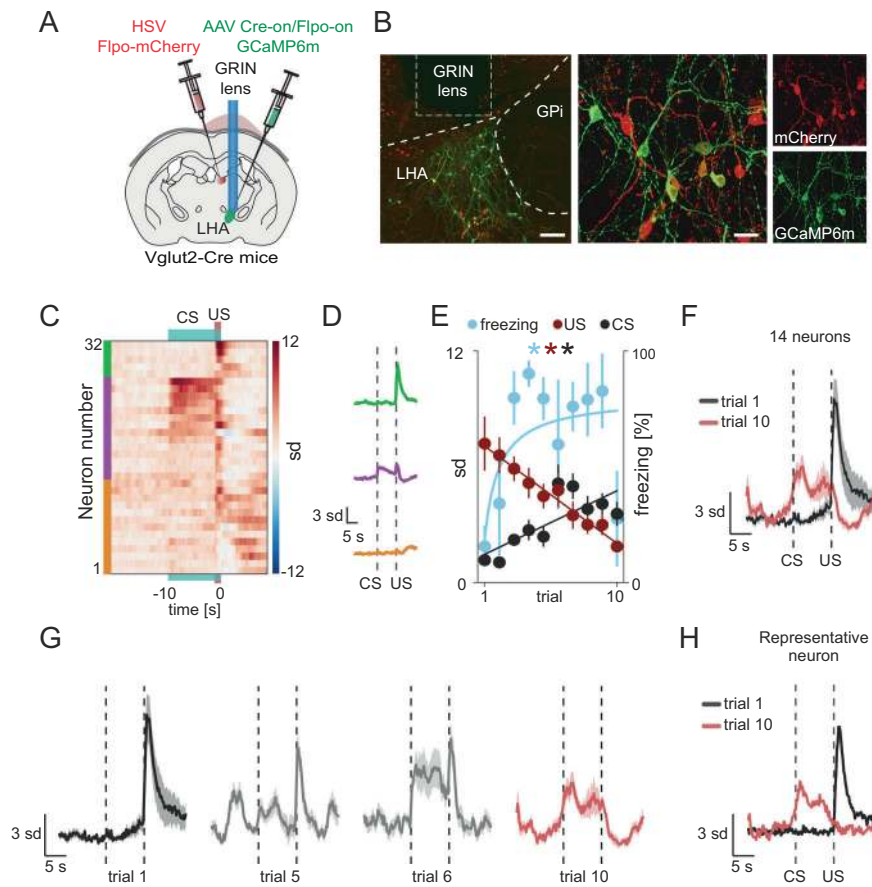 A
HSV
Flpo-mCherry
AAV Cre-on/Flpo-on
GCaMP6m
GRIN
lens
LHA
Vglut2-Cre mice
B
GRIN
lens
GPi
LHA
mCherry
GCaMP6m
C
CS
US
32
Neuron number
1
-10
0
time [s]
12
sd
-12
D
3 sd
5 s
CS
US
E
freezing
US
CS
* * *
12
sd
0
100
freezing [%]
0
1
trial
10
F
14 neurons
trial 1
trial 10
3 sd
5 s
CS
US
G
3 sd
5 s
trial 1
trial 5
trial 6
trial 10
H
Representative
neuron
trial 1
trial 10
3 sd
5 s
CS
US